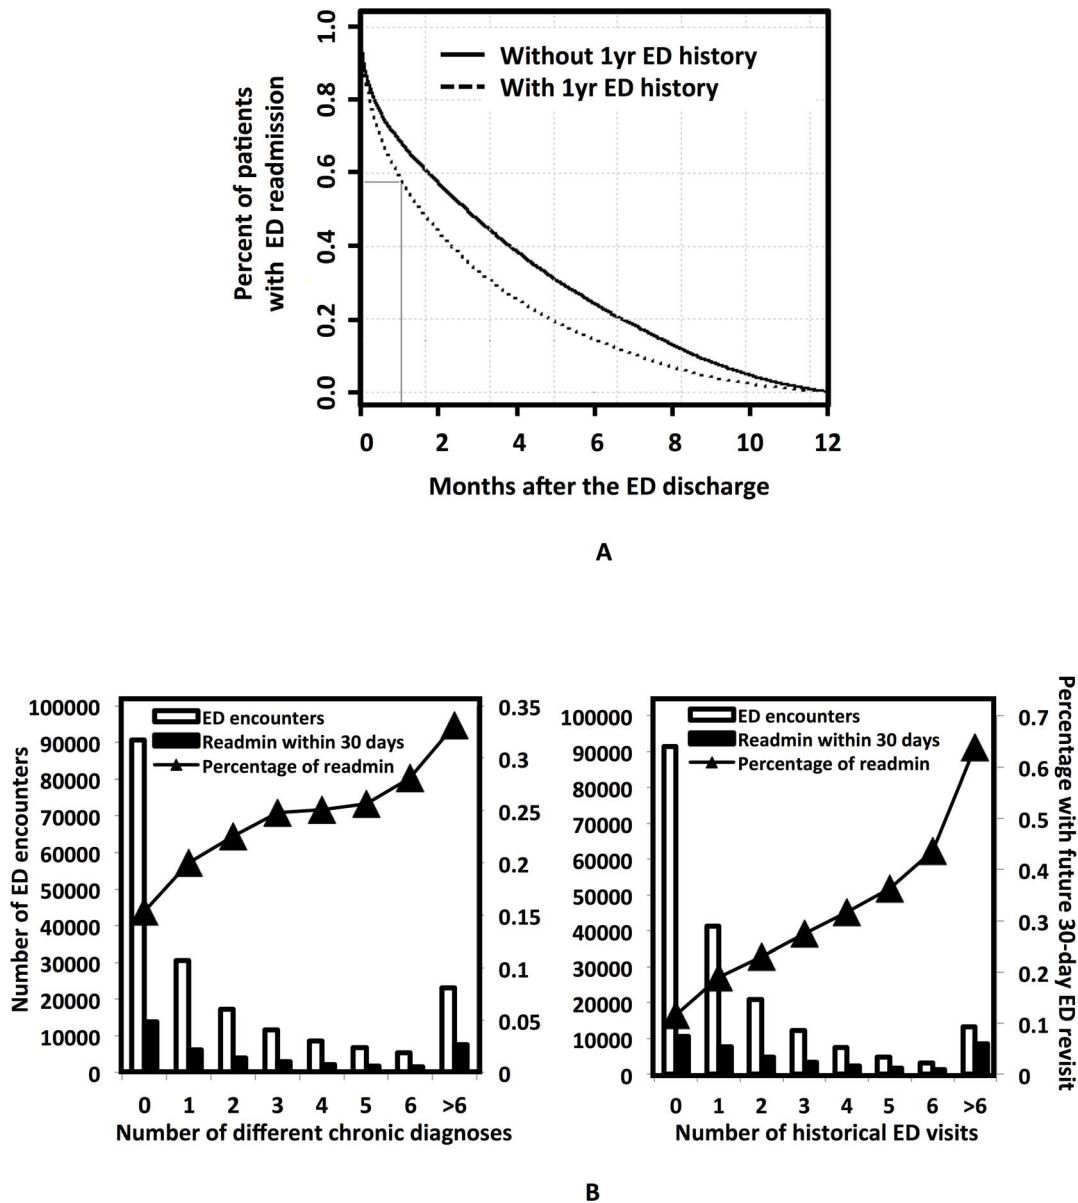 Without 1yr ED history
With 1yr ED history
Percent of patients
with ED readmission
1.0
0.8
0.6
0.4
0.2
0.0
0 2 4 6 8 10 12
Months after the ED discharge
A
ED encounters
Readmin within 30 days
Percentage of readmin
Number of ED encounters
100000
90000
80000
70000
60000
50000
40000
30000
20000
10000
0
0.35
0.3
0.25
0.2
0.15
0.1
0.05
0
0 1 2 3 4 5 6 >6
Number of different chronic diagnoses
ED encounters
Readmin within 30 days
Percentage of readmin
100000
90000
80000
70000
60000
50000
40000
30000
20000
10000
0
0.7
0.6
0.5
0.4
0.3
0.2
0.1
0
Percentage with future 30-day ED revisit
0 1 2 3 4 5 6 >6
Number of historical ED visits
B